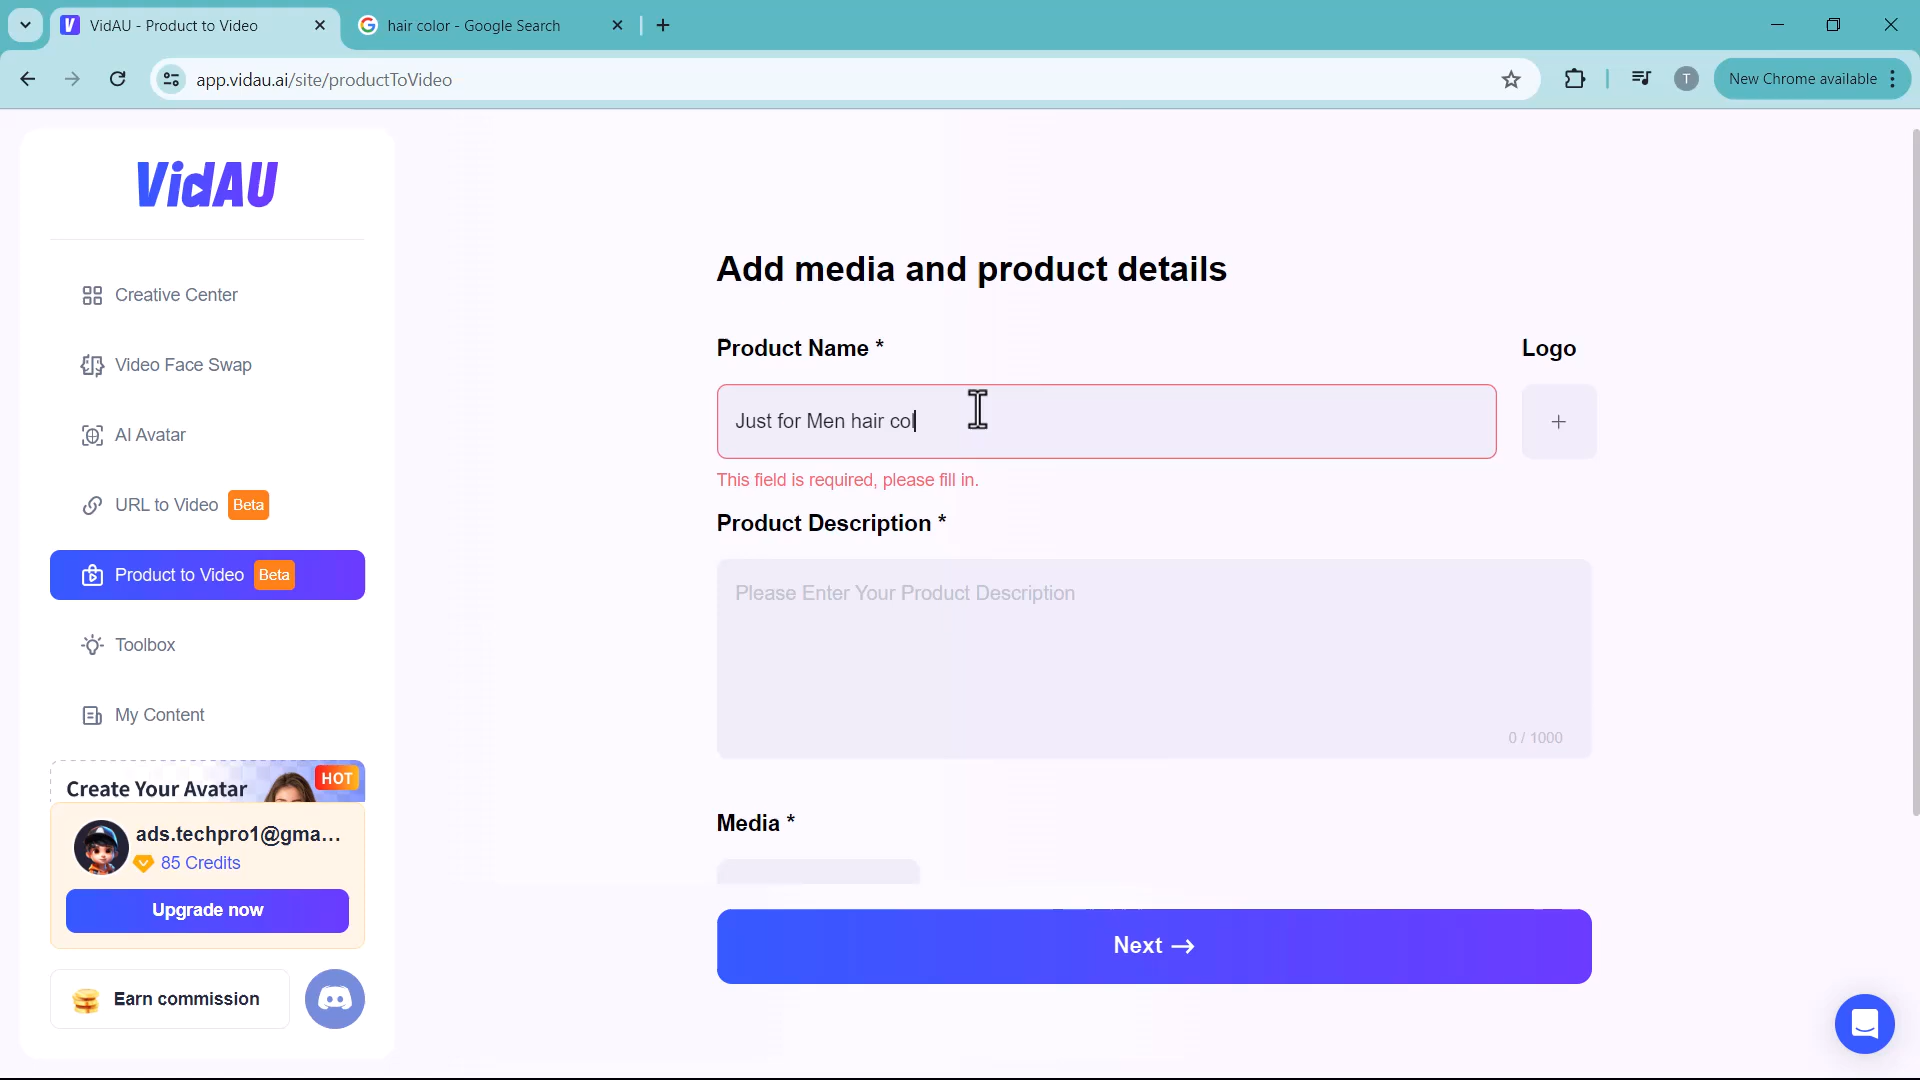 VidAU - Product to Video
hair color - Google Search
app.vidau.ai/site/productToVideo
T
New Chrome available
VidAU
Creative Center
Video Face Swap
AI Avatar
URL to Video Beta
Product to Video Beta
Toolbox
My Content
Create Your Avatar HOT
ads.techpro1@gma...
85 Credits
Upgrade now
Earn commission
Add media and product details
Product Name *
Logo
Just for Men hair col
+
This field is required, please fill in.
Product Description *
Please Enter Your Product Description
0 / 1000
Media *
Next →